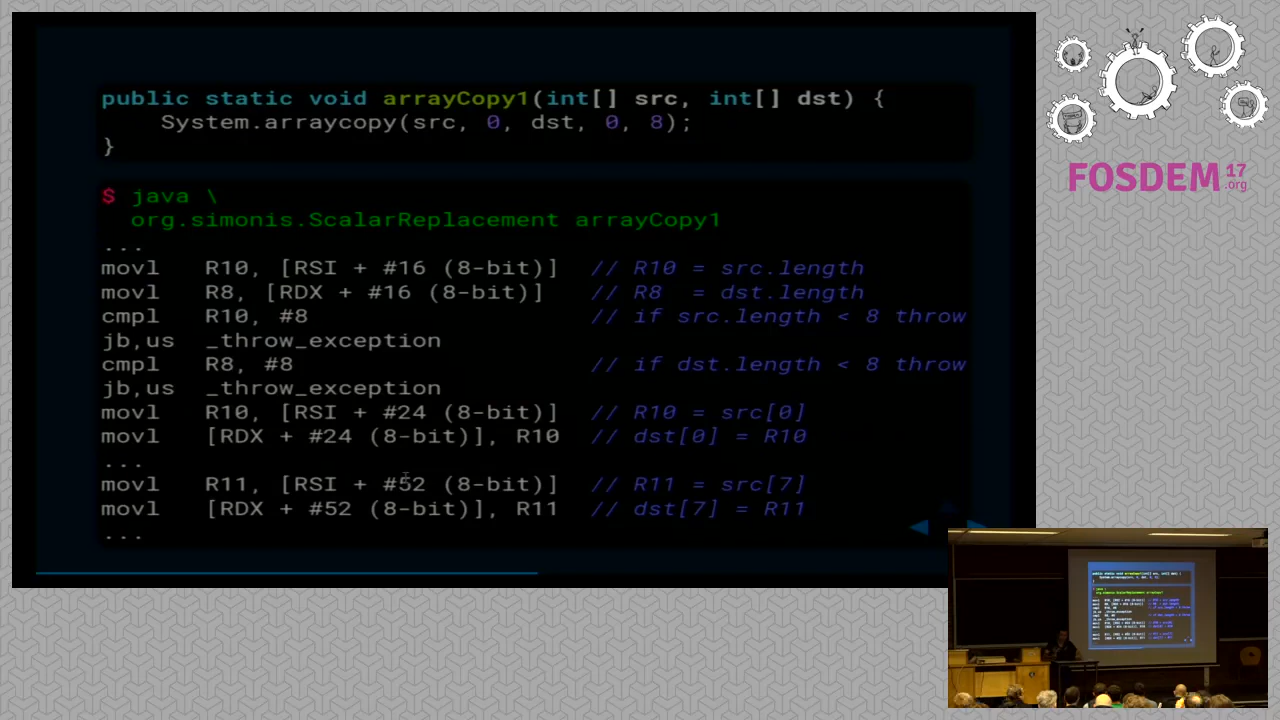 public static void arrayCopy1(int[] src, int[] dst) {
    System.arraycopy(src, 0, dst, 0, 8);
}
$ java \
  org.simonis.ScalarReplacement arrayCopy1
...
movl   R10, [RSI + #16 (8-bit)]  // R10 = src.length
movl   R8, [RDX + #16 (8-bit)]   // R8  = dst.length
cmpl   R10, #8                   // if src.length < 8 throw
jb,us  _throw_exception
cmpl   R8, #8                    // if dst.length < 8 throw
jb,us  _throw_exception
movl   R10, [RSI + #24 (8-bit)]  // R10 = src[0]
movl   [RDX + #24 (8-bit)], R10  // dst[0] = R10
...
movl   R11, [RSI + #52 (8-bit)]  // R11 = src[7]
movl   [RDX + #52 (8-bit)], R11  // dst[7] = R11
...
FOSDEM 17
.org